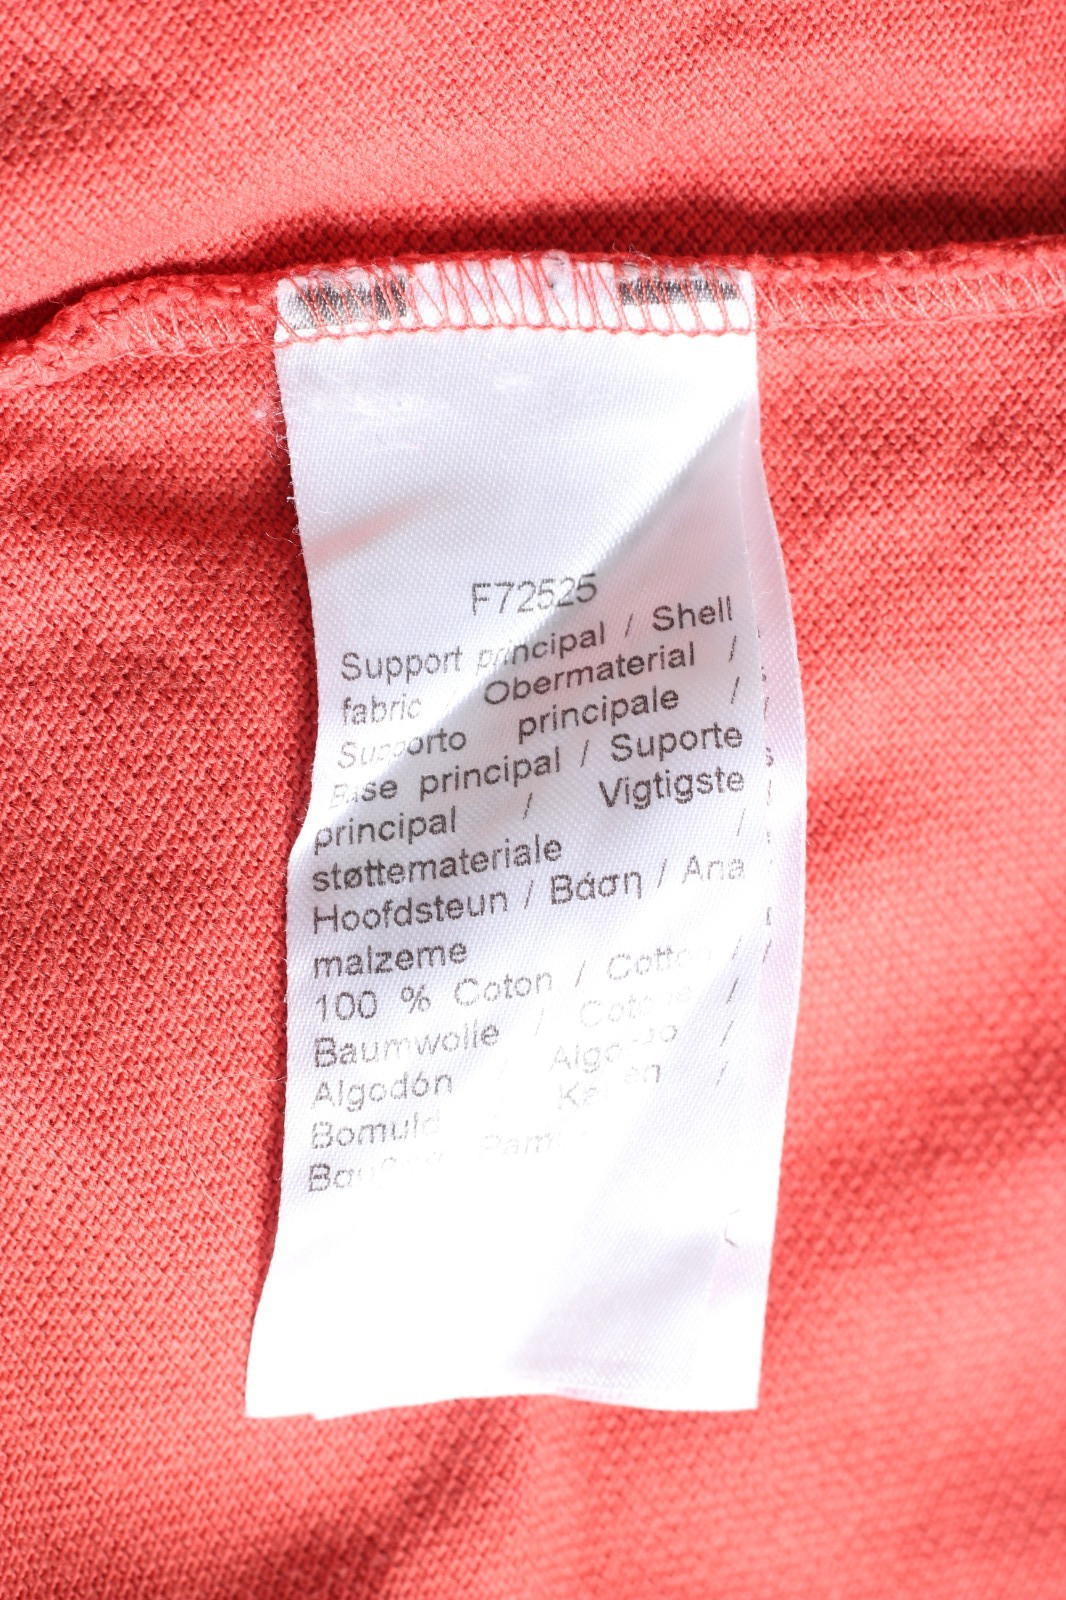 F72525
Support principal / Shell
fabric / Obermaterial /
Supporto principale /
Base principal / Suporte
principal / Vigtigste
støttemateriale /
Hoofdsteun / Βάση / Ana
malzeme
100 % Coton / Cotton /
Baumwolle / Cotone /
Algodón / Algodão /
Bomuld Katoen /